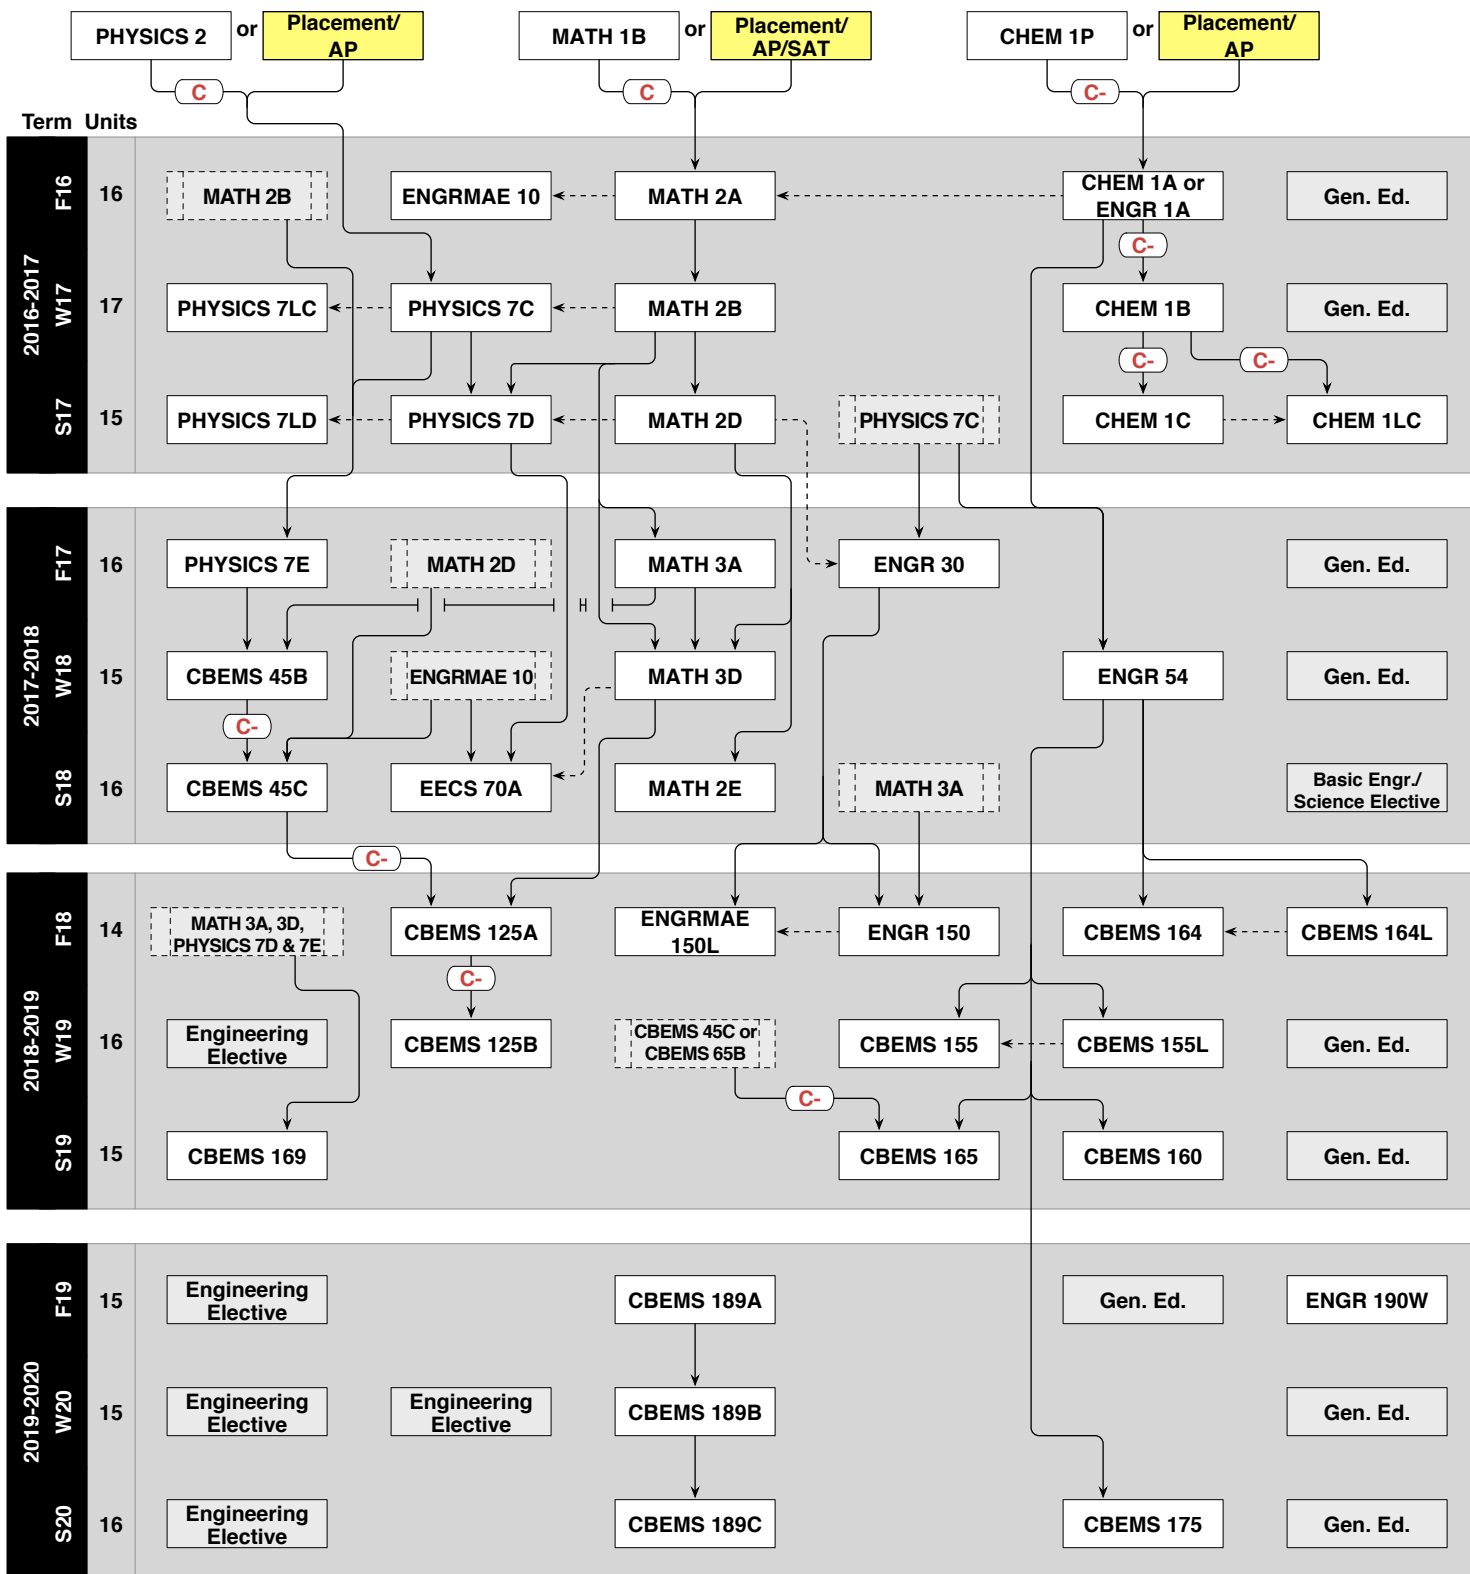 PHYSICS 2 or Placement/ AP MATH 1B or Placement/ AP/SAT CHEM 1P or Placement/ AP
C C C-
Term Units
2016-2017
F16 16 MATH 2B ENGRMAE 10 MATH 2A CHEM 1A or ENGR 1A Gen. Ed.
C-
W17 17 PHYSICS 7LC PHYSICS 7C MATH 2B CHEM 1B Gen. Ed.
C- C-
S17 15 PHYSICS 7LD PHYSICS 7D MATH 2D PHYSICS 7C CHEM 1C CHEM 1LC
2017-2018
F17 16 PHYSICS 7E MATH 2D MATH 3A ENGR 30 Gen. Ed.
W18 15 CBEMS 45B ENGRMAE 10 MATH 3D ENGR 54 Gen. Ed.
C-
S18 16 CBEMS 45C EECS 70A MATH 2E MATH 3A Basic Engr./ Science Elective
C-
2018-2019
F18 14 MATH 3A, 3D, PHYSICS 7D & 7E CBEMS 125A ENGRMAE 150L ENGR 150 CBEMS 164 CBEMS 164L
C-
W19 16 Engineering Elective CBEMS 125B CBEMS 45C or CBEMS 65B CBEMS 155 CBEMS 155L Gen. Ed.
C-
S19 15 CBEMS 169 CBEMS 165 CBEMS 160 Gen. Ed.
2019-2020
F19 15 Engineering Elective CBEMS 189A Gen. Ed. ENGR 190W
W20 15 Engineering Elective Engineering Elective CBEMS 189B Gen. Ed.
S20 16 Engineering Elective CBEMS 189C CBEMS 175 Gen. Ed.